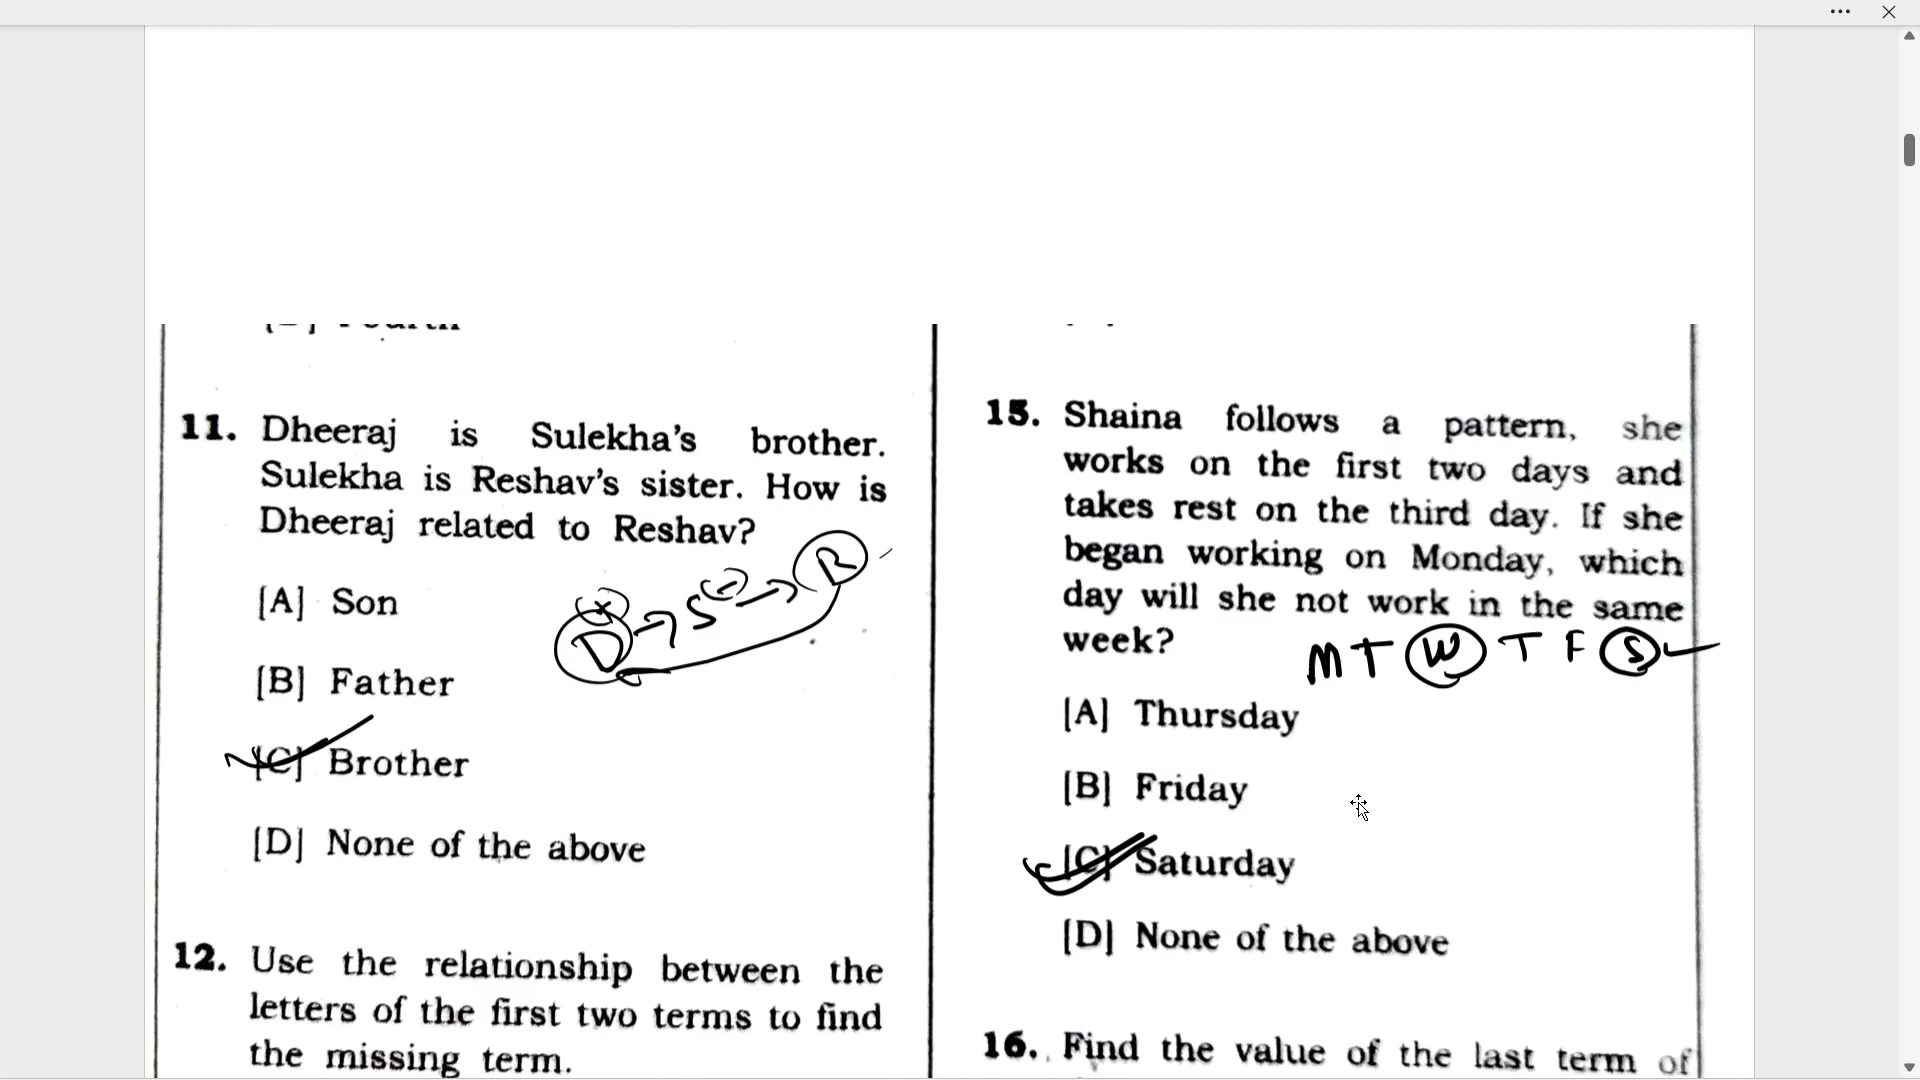 11. Dheeraj is Sulekha's brother.
Sulekha is Reshav's sister. How is
Dheeraj related to Reshav?
D → S (-) → R
[A] Son
[B] Father
[C] Brother
[D] None of the above
12. Use the relationship between the
letters of the first two terms to find
the missing term.
15. Shaina follows a pattern, she
works on the first two days and
takes rest on the third day. If she
began working on Monday, which
day will she not work in the same
week?
M T W T F S
[A] Thursday
[B] Friday
[C] Saturday
[D] None of the above
16. Find the value of the last term of